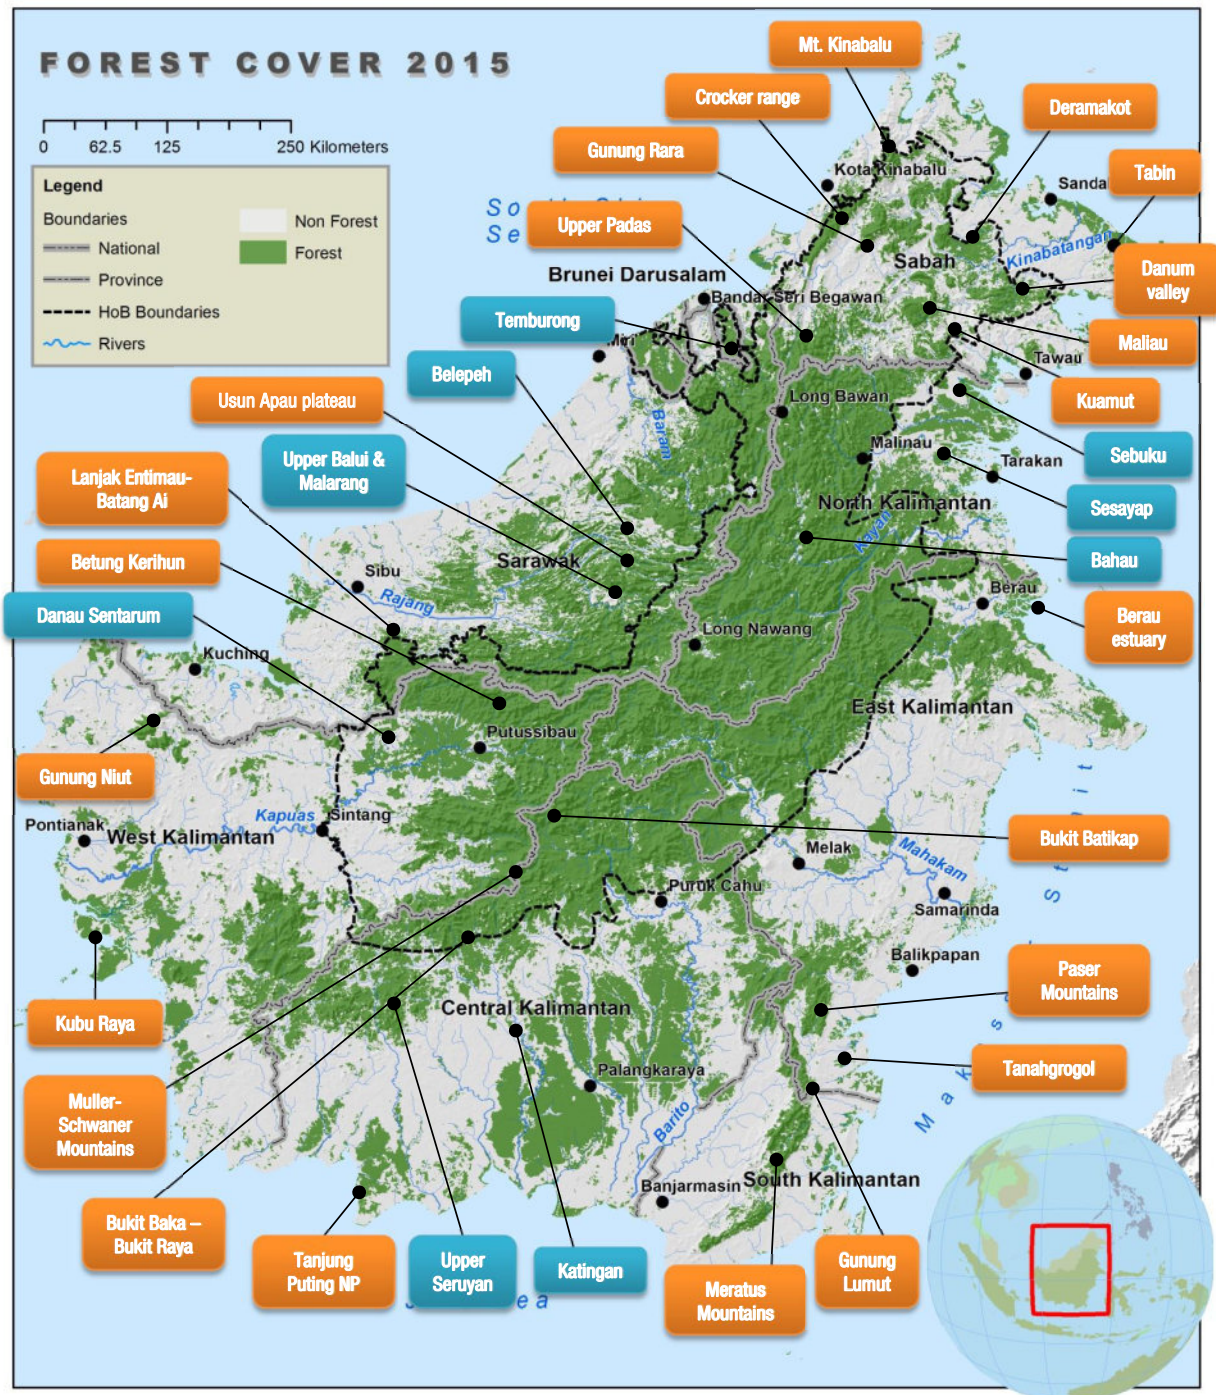 FOREST COVER 2015
0 62.5 125 250 Kilometers
Legend
Boundaries
National
Province
HoB Boundaries
Rivers
Non Forest
Forest
Mt. Kinabalu
Crocker range
Deramakot
Gunung Rara
Tabin
Kota Kinabalu
Sanda
So
Se
Upper Padas
Kinabatangan
Sabah
Danum
valley
Brunei Darusalam
Bandar Seri Begawan
Temburong
Maliau
Miri
Tawau
Belepeh
Kuamut
Usun Apau plateau
Long Bawan
Baram
Upper Balui &
Malarang
Malinau
Sebuku
Tarakan
Lanjak Entimau-
Batang Ai
North Kalimantan
Sesayap
Kayan
Betung Kerihun
Sarawak
Bahau
Sibu
Rajang
Berau
Danau Sentarum
Berau
estuary
Long Nawang
Kuching
East Kalimantan
Putussibau
Gunung Niut
Kapuas
Sintang
Pontianak
West Kalimantan
Bukit Batikap
Melak
Mahakam
Puruk Cahu
Samarinda
Balikpapan
Paser
Mountains
Kubu Raya
Central Kalimantan
Tanahgrogol
Palangkaraya
Muller-
Schwaner
Mountains
Barito
M a k s s S t a i t
Banjarmasin
South Kalimantan
Bukit Baka –
Bukit Raya
Tanjung
Puting NP
Upper
Seruyan
Katingan
Gunung
Lumut
Meratus
Mountains
e a